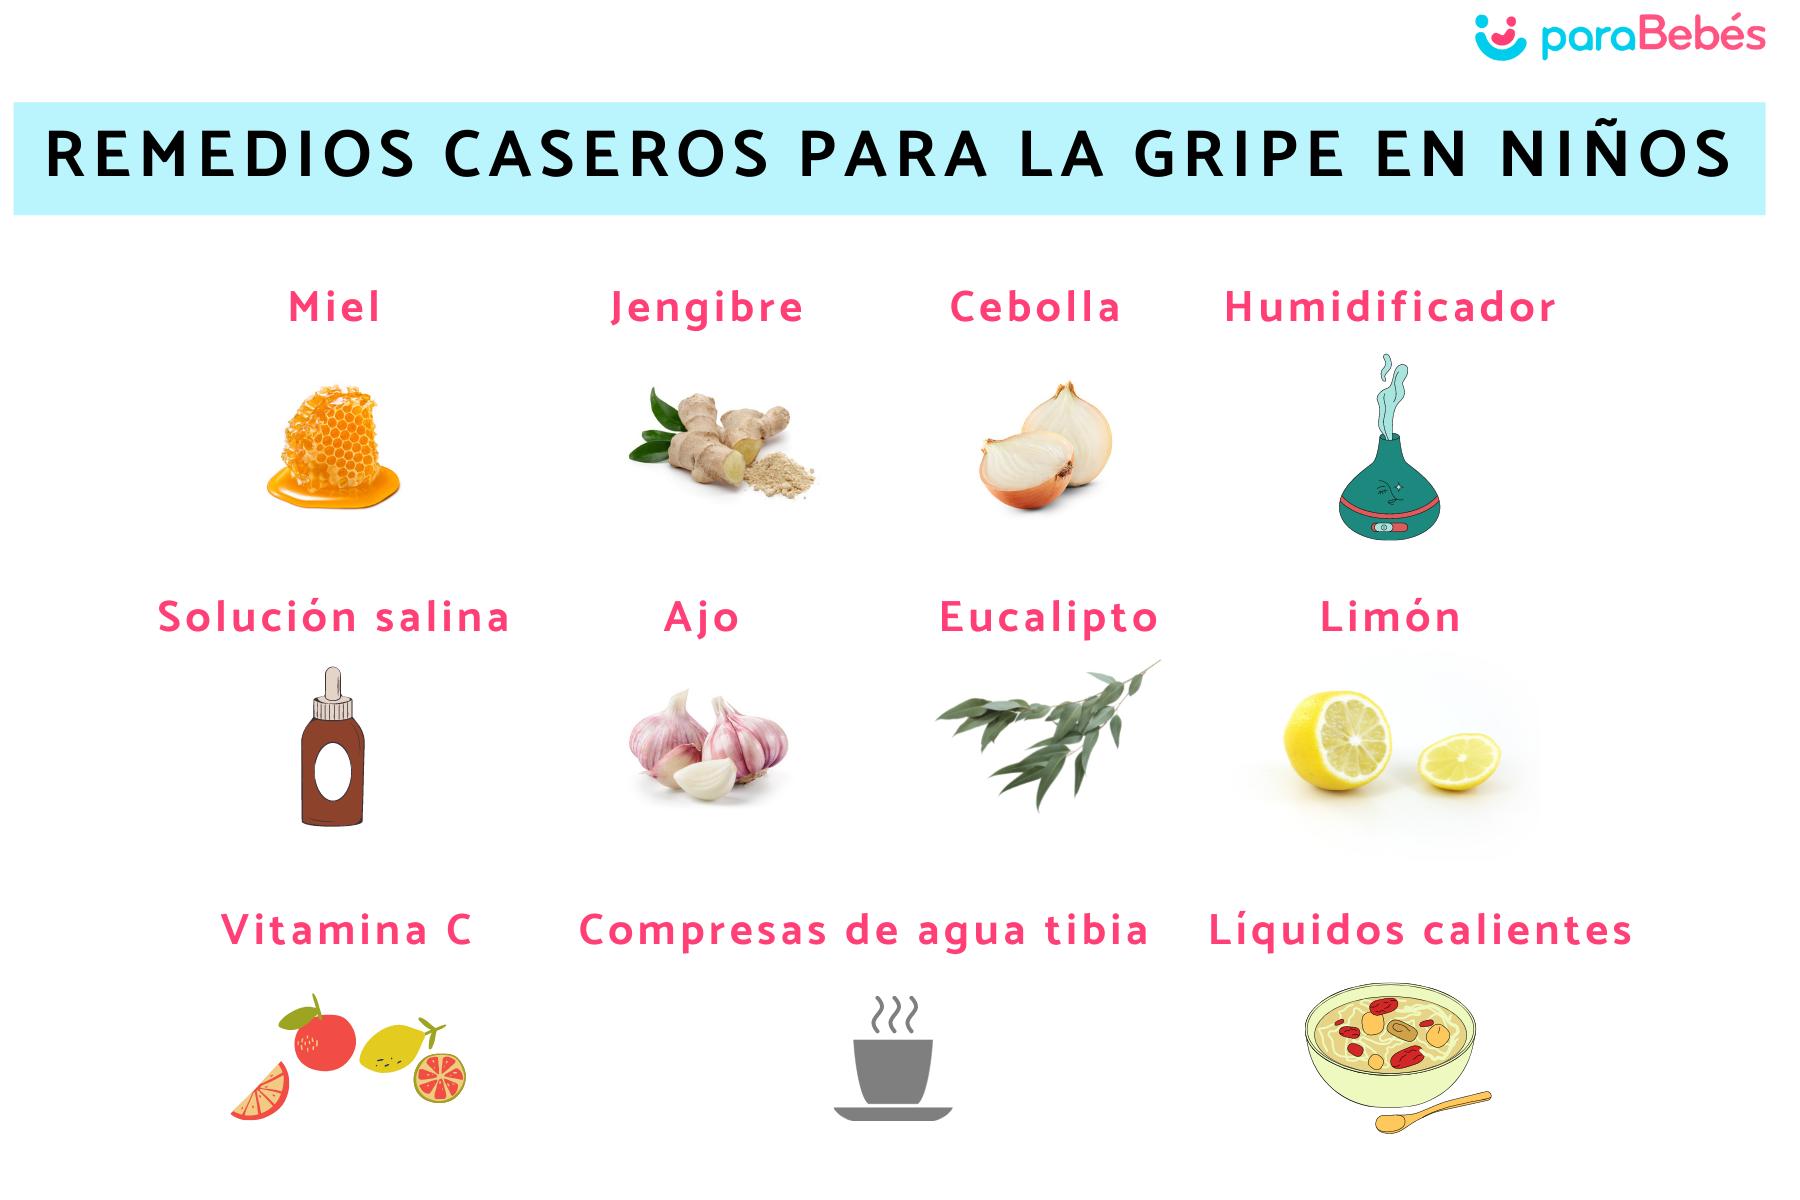 paraBebés
REMEDIOS CASEROS PARA LA GRIPE EN NIÑOS
Miel
Jengibre
Cebolla
Humidificador
Solución salina
Ajo
Eucalipto
Limón
Vitamina C
Compresas de agua tibia
Líquidos calientes